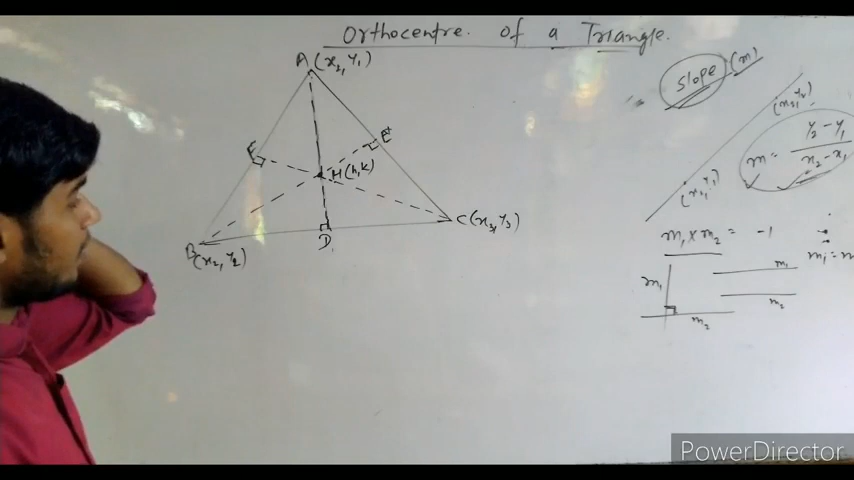 Orthocentre of a Triangle.
A (x₁, y₁)
slope (m)
(x₂, y₂)
m = y₂ - y₁ / x₂ - x₁
(x₁, y₁)
E
F
H (h, k)
C (x₃, y₃)
B (x₂, y₂)
D
m₁ × m₂ = -1
m₁ = m
m₁
m₂
m₁
m₂
PowerDirector